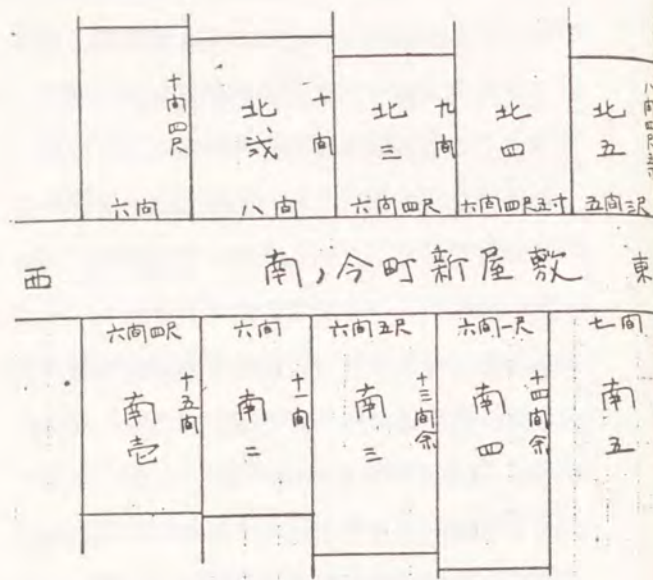 十間四尺
六間
北弐
十間
八間
北三
九間
六間四尺
北四
六間四尺五寸
北五
五間三尺
西
南ノ今町新屋敷
東
六間四尺
南壱
十五間
六間
南二
十一間
六間五尺
南三
十三間余
六間一尺
南四
十四間余
七間
南五